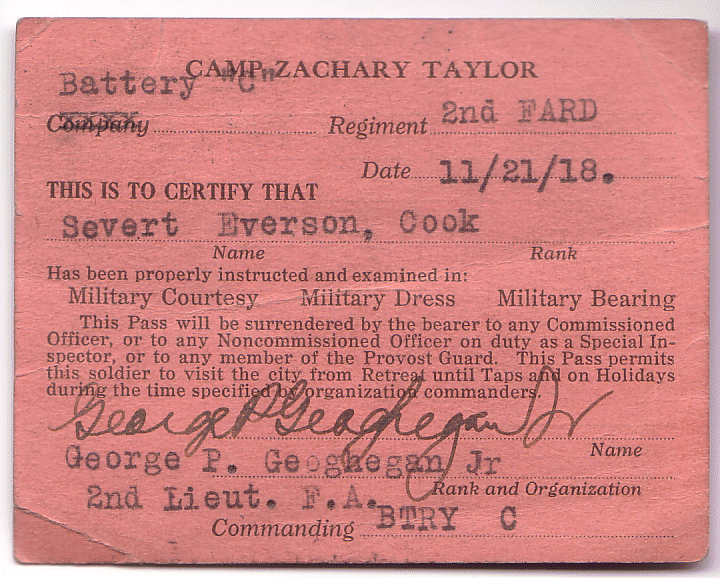 CAMP ZACHARY TAYLOR
Battery "C"
Company Regiment 2nd FARD
Date 11/21/18.
THIS IS TO CERTIFY THAT
Severt Everson, Cook
Name Rank
Has been properly instructed and examined in:
Military Courtesy Military Dress Military Bearing
This Pass will be surrendered by the bearer to any Commissioned
Officer, or to any Noncommissioned Officer on duty as a Special In-
spector, or to any member of the Provost Guard. This Pass permits
this soldier to visit the city from Retreat until Taps and on Holidays
during the time specified by organization commanders.
George P Geoghegan Jr
Name
George P. Geoghegan Jr
2nd Lieut. F.A. Rank and Organization
Commanding BTRY C